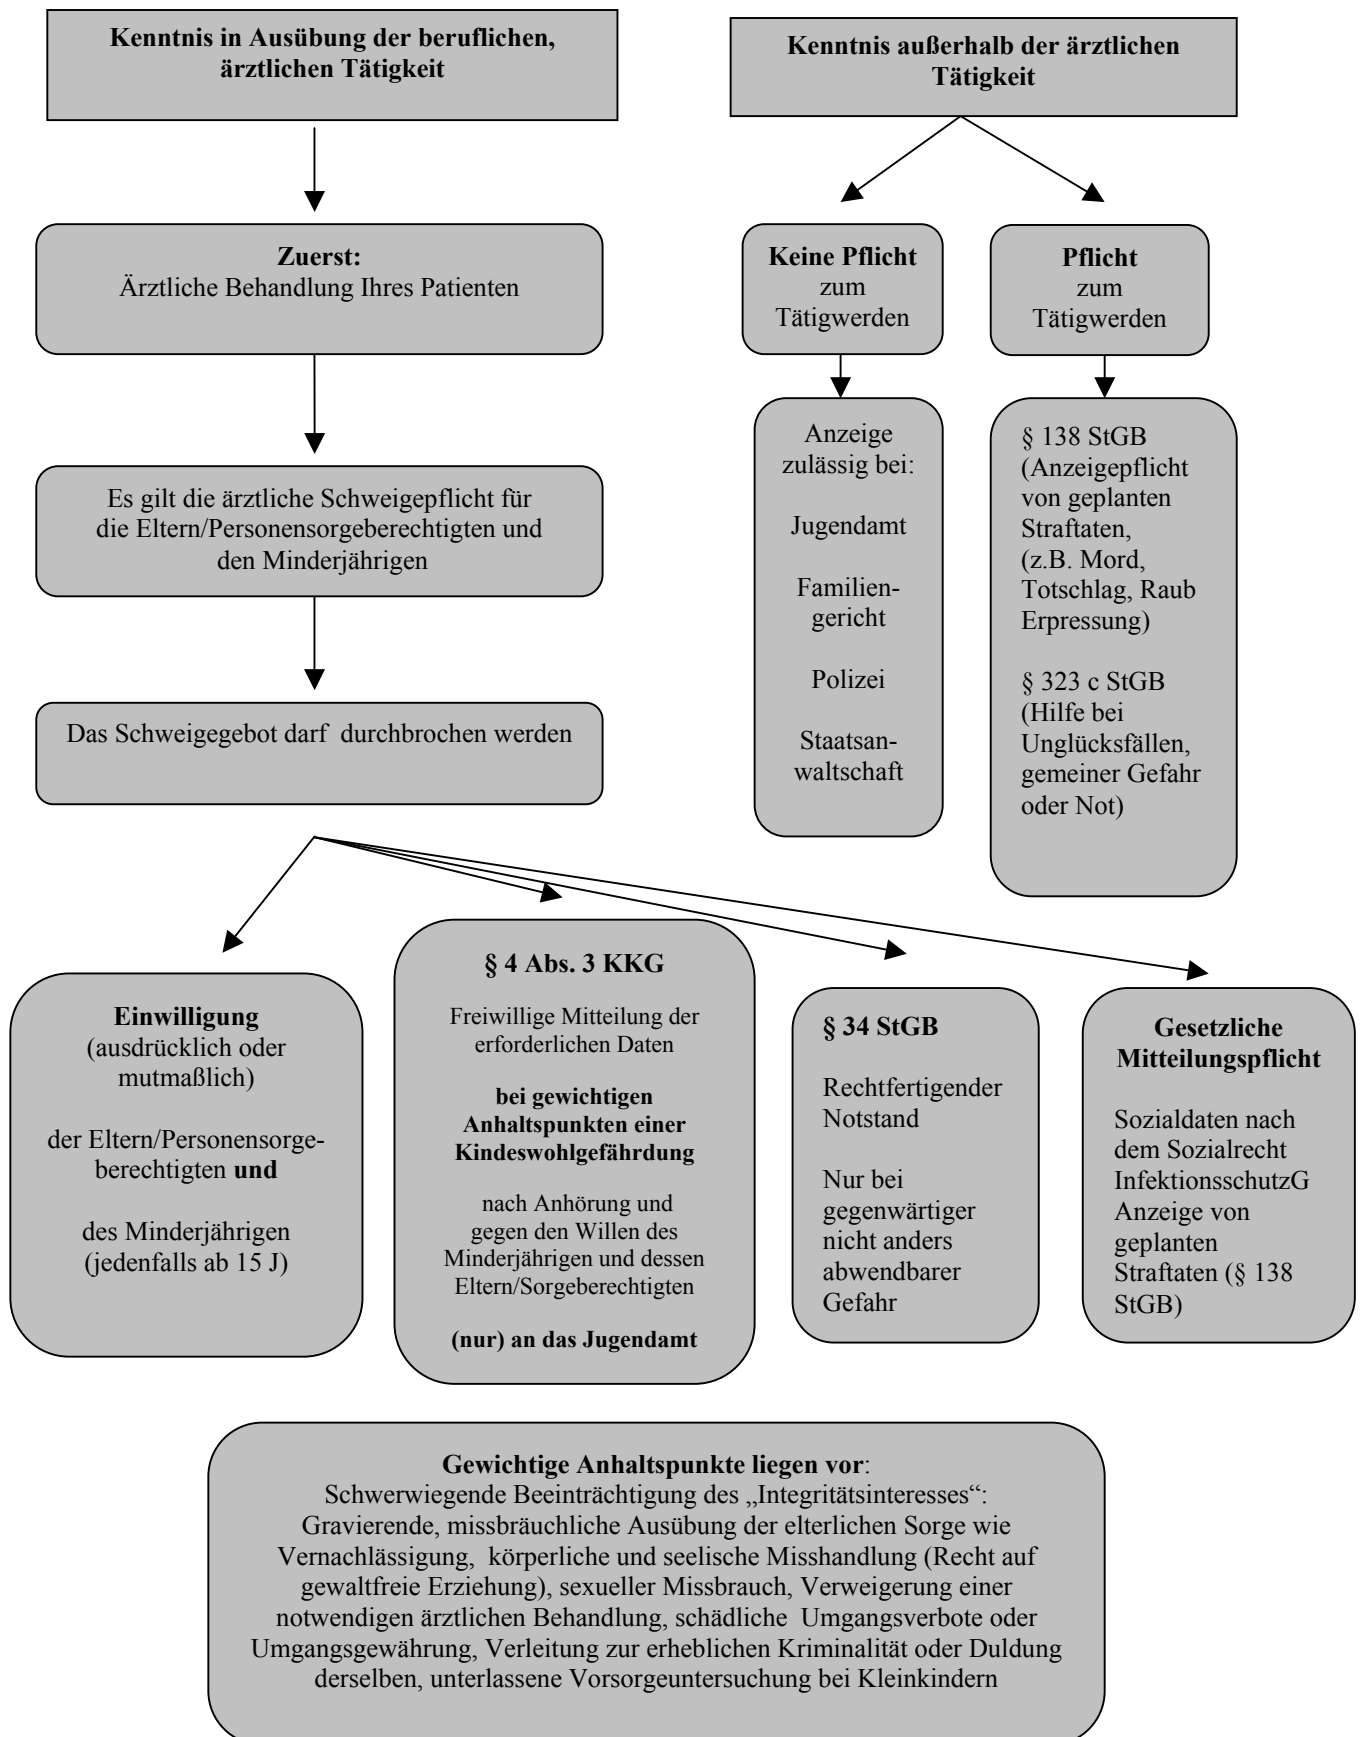 Kenntnis in Ausübung der beruflichen,
ärztlichen Tätigkeit
Kenntnis außerhalb der ärztlichen
Tätigkeit
Zuerst:
Ärztliche Behandlung Ihres Patienten
Keine Pflicht
zum
Tätigwerden
Pflicht
zum
Tätigwerden
Es gilt die ärztliche Schweigepflicht für
die Eltern/Personensorgeberechtigten und
den Minderjährigen
Anzeige
zulässig bei:
Jugendamt
Familien-
gericht
Polizei
Staatsan-
waltschaft
§ 138 StGB
(Anzeigepflicht
von geplanten
Straftaten,
(z.B. Mord,
Totschlag, Raub
Erpressung)
§ 323 c StGB
(Hilfe bei
Unglücksfällen,
gemeiner Gefahr
oder Not)
Das Schweigegebot darf  durchbrochen werden
Einwilligung
(ausdrücklich oder
mutmaßlich)
der Eltern/Personensorge-
berechtigten und
des Minderjährigen
(jedenfalls ab 15 J)
§ 4 Abs. 3 KKG
Freiwillige Mitteilung der
erforderlichen Daten
bei gewichtigen
Anhaltspunkten einer
Kindeswohlgefährdung
nach Anhörung und
gegen den Willen des
Minderjährigen und dessen
Eltern/Sorgeberechtigten
(nur) an das Jugendamt
§ 34 StGB
Rechtfertigender
Notstand
Nur bei
gegenwärtiger
nicht anders
abwendbarer
Gefahr
Gesetzliche
Mitteilungspflicht
Sozialdaten nach
dem Sozialrecht
InfektionsschutzG
Anzeige von
geplanten
Straftaten (§ 138
StGB)
Gewichtige Anhaltspunkte liegen vor:
Schwerwiegende Beeinträchtigung des „Integritätsinteresses“:
Gravierende, missbräuchliche Ausübung der elterlichen Sorge wie
Vernachlässigung,  körperliche und seelische Misshandlung (Recht auf
gewaltfreie Erziehung), sexueller Missbrauch, Verweigerung einer
notwendigen ärztlichen Behandlung, schädliche  Umgangsverbote oder
Umgangsgewährung, Verleitung zur erheblichen Kriminalität oder Duldung
derselben, unterlassene Vorsorgeuntersuchung bei Kleinkindern